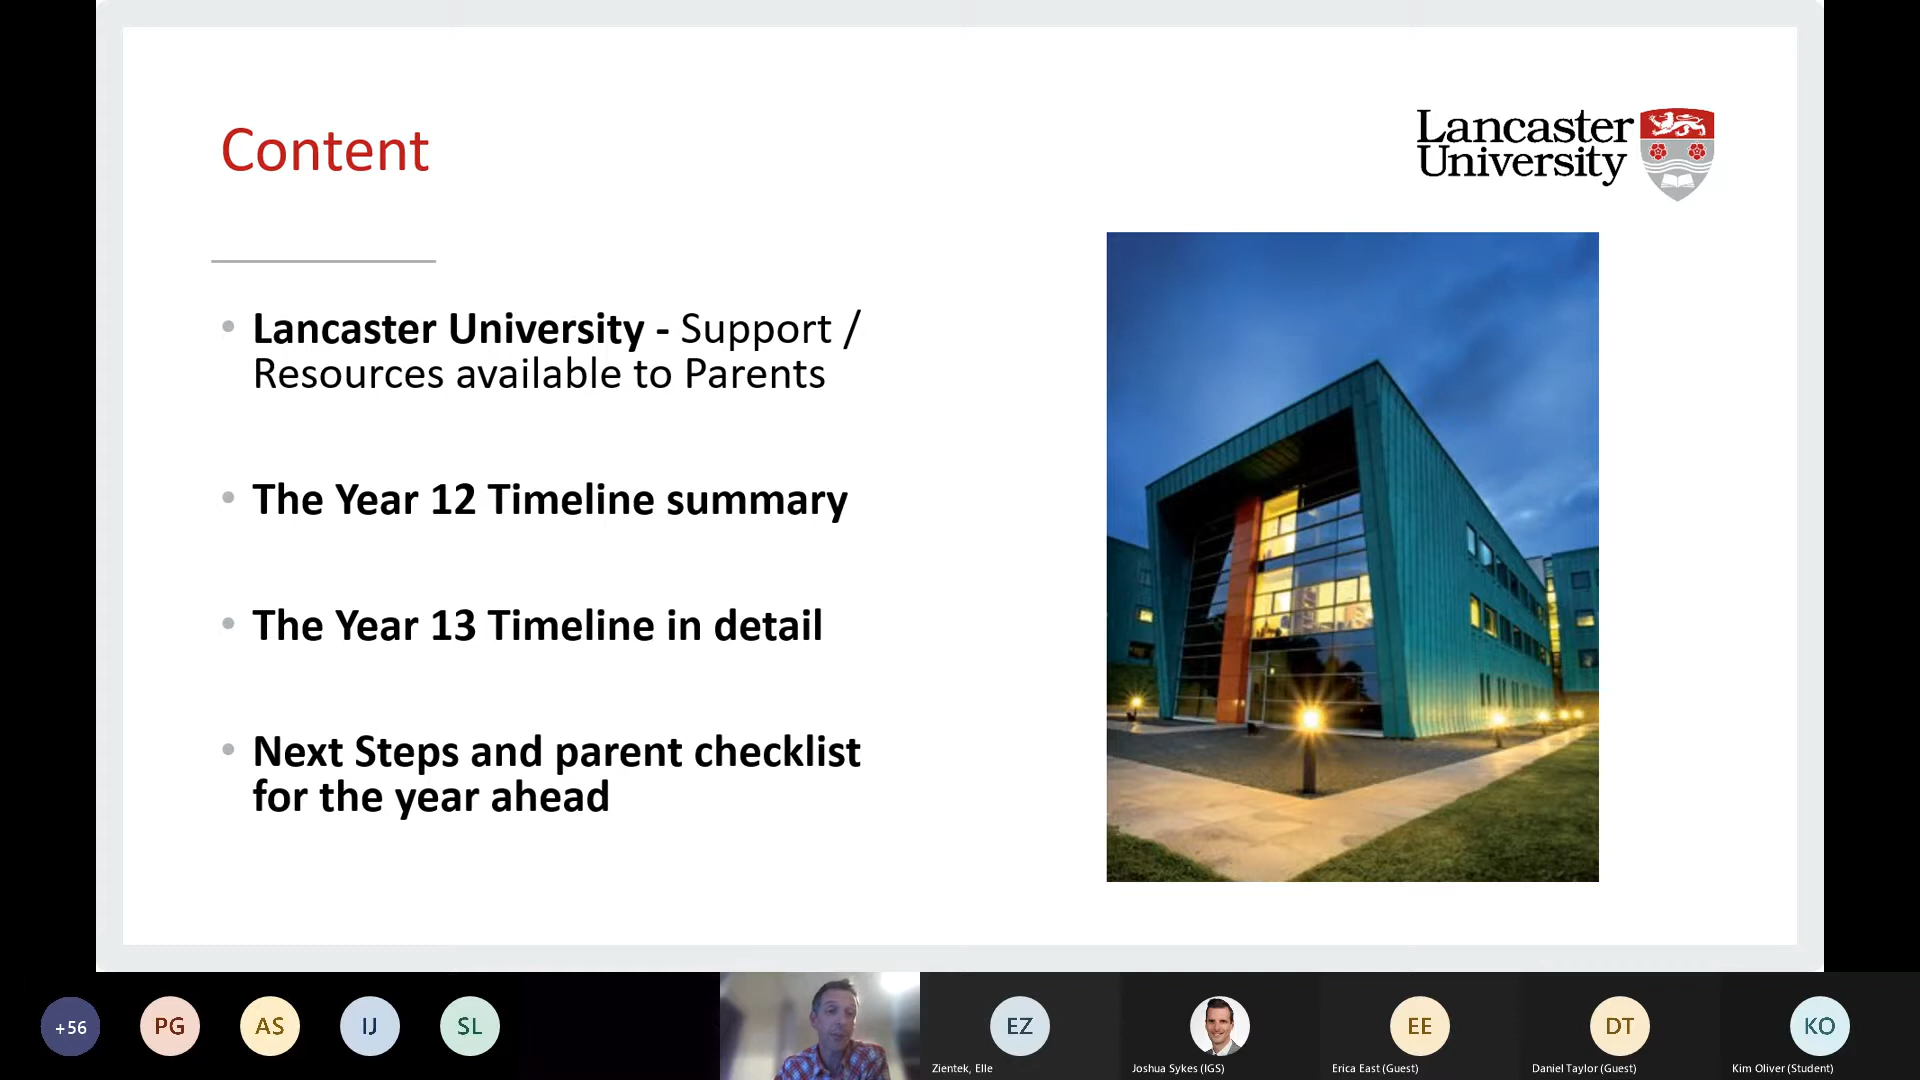 Content
Lancaster
University
• Lancaster University - Support /
Resources available to Parents
• The Year 12 Timeline summary
• The Year 13 Timeline in detail
• Next Steps and parent checklist
for the year ahead
+56
PG
AS
IJ
SL
EZ
EE
DT
KO
Zientek, Elle
Joshua Sykes (IGS)
Erica East (Guest)
Daniel Taylor (Guest)
Kim Oliver (Student)